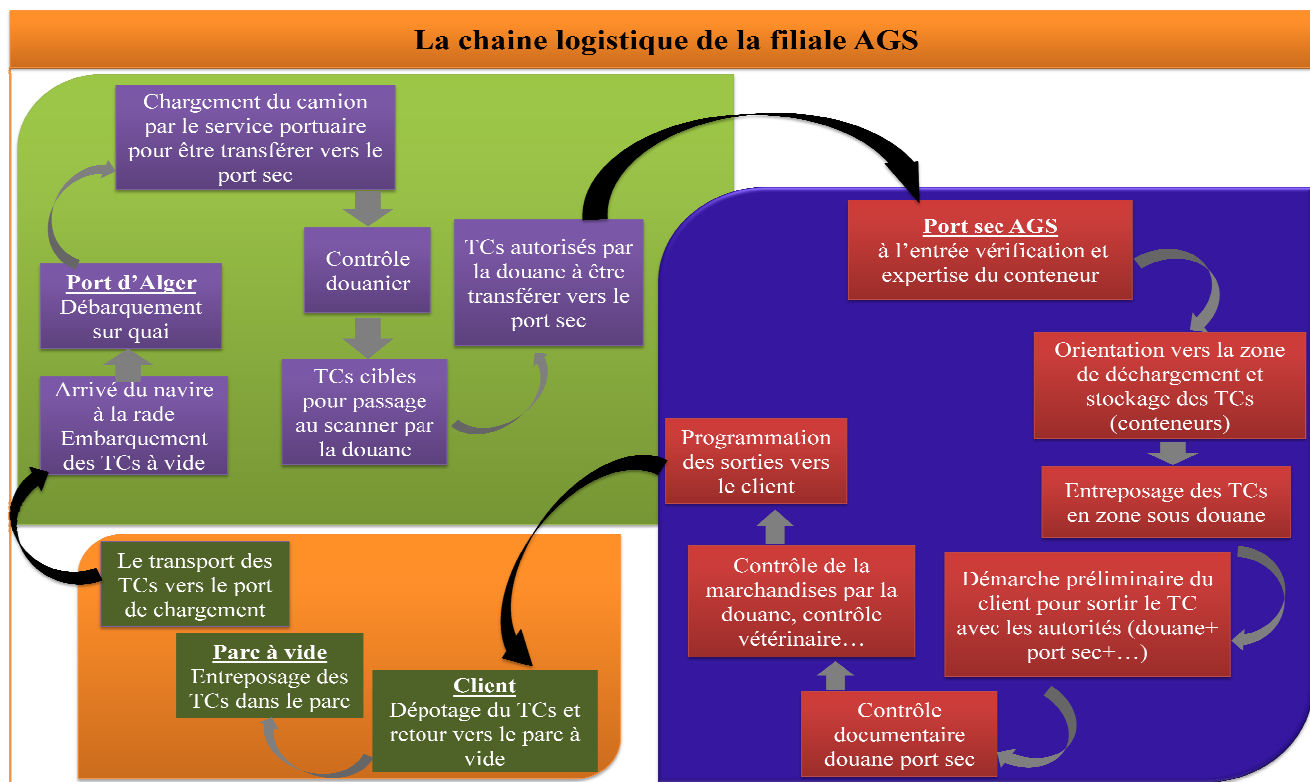 La chaine logistique de la filiale AGS
Chargement du camion
par le service portuaire
pour être transférer vers le
port sec
Port d’Alger
Débarquement
sur quai
Arrivé du navire
à la rade
Embarquement
des TCs à vide
Contrôle
douanier
TCs cibles
pour passage
au scanner par
la douane
TCs autorisés par
la douane à être
transférer vers le
port sec
Port sec AGS
à l’entrée vérification et
expertise du conteneur
Orientation vers la zone
de déchargement et
stockage des TCs
(conteneurs)
Entreposage des TCs
en zone sous douane
Démarche préliminaire du
client pour sortir le TC
avec les autorités (douane+
port sec+…)
Contrôle
documentaire
douane port sec
Contrôle de la
marchandises par la
douane, contrôle
vétérinaire…
Programmation
des sorties vers
le client
Client
Dépotage du TCs et
retour vers le parc à
vide
Parc à vide
Entreposage des
TCs dans le parc
Le transport des
TCs vers le port
de chargement